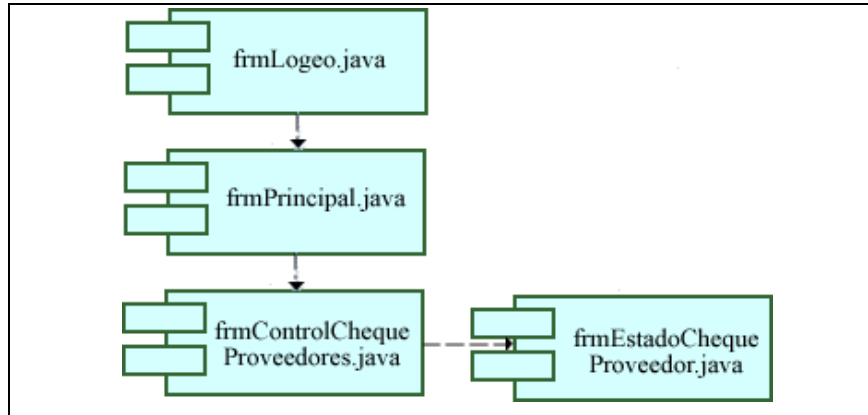 frmLogeo.java
frmPrincipal.java
frmControlCheque
Proveedores.java
frmEstadoCheque
Proveedor.java